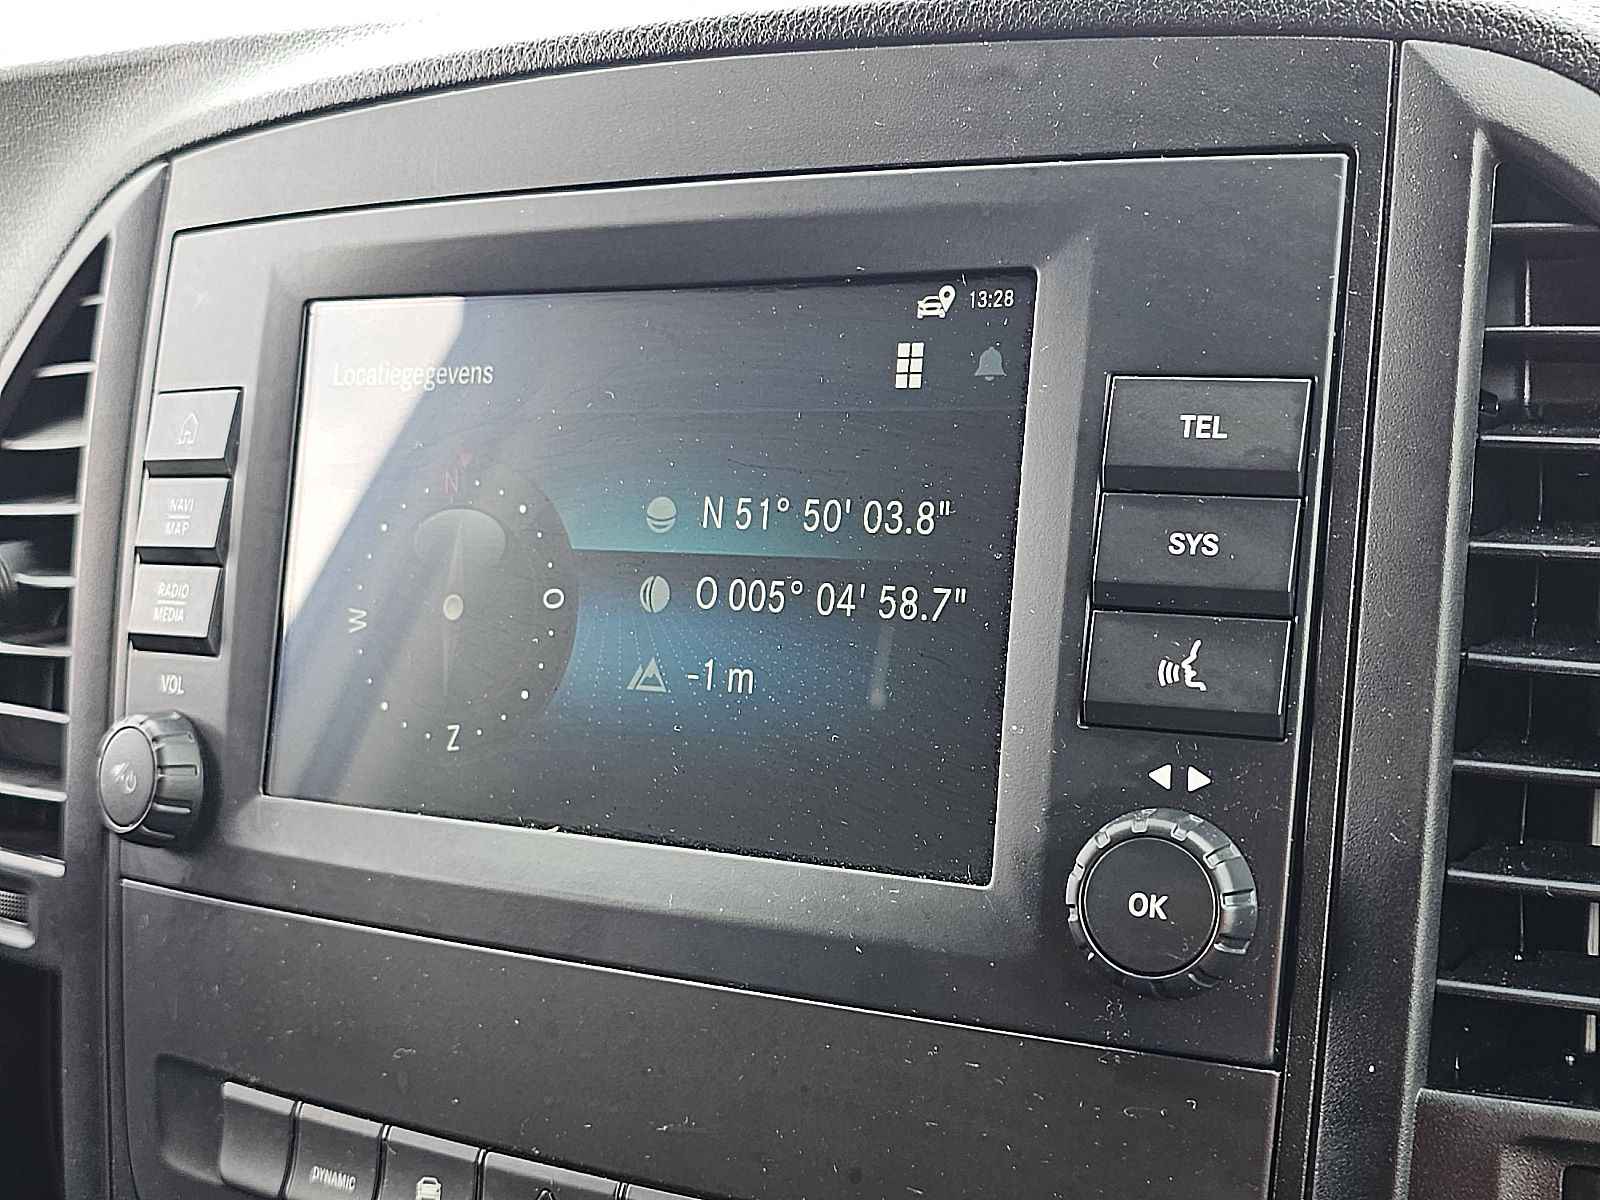 13:28
Locatiegegevens
N
W
O
Z
N 51° 50' 03.8"
O 005° 04' 58.7"
-1 m
NAVI
MAP
RADIO
MEDIA
VOL
TEL
SYS
OK
DYNAMIC